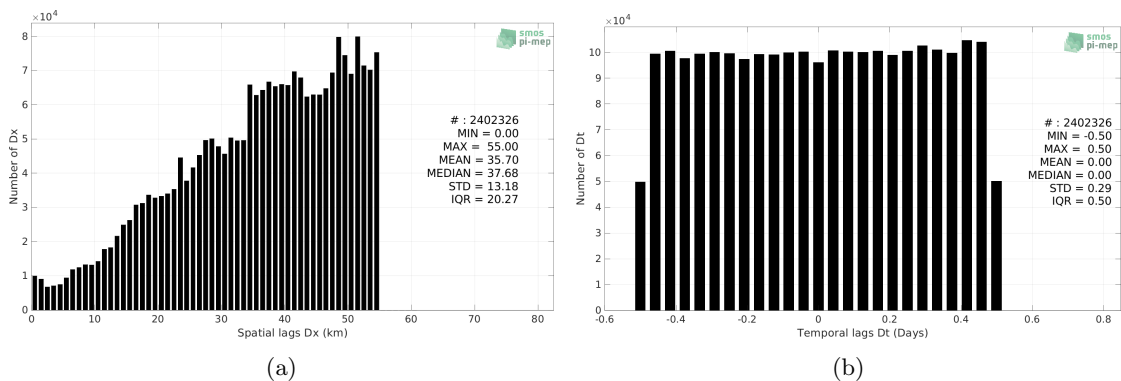 ×10⁴
8
7
6
5
4
3
2
1
0
Number of Dx
0 10 20 30 40 50 60 70 80
Spatial lags Dx (km)
smos
pi-mep
# : 2402326
MIN = 0.00
MAX = 55.00
MEAN = 35.70
MEDIAN = 37.68
STD = 13.18
IQR = 20.27
(a)
×10⁴
10
9
8
7
6
5
4
3
2
1
0
Number of Dt
-0.6 -0.4 -0.2 0 0.2 0.4 0.6 0.8
Temporal lags Dt (Days)
smos
pi-mep
# : 2402326
MIN = -0.50
MAX = 0.50
MEAN = 0.00
MEDIAN = 0.00
STD = 0.29
IQR = 0.50
(b)